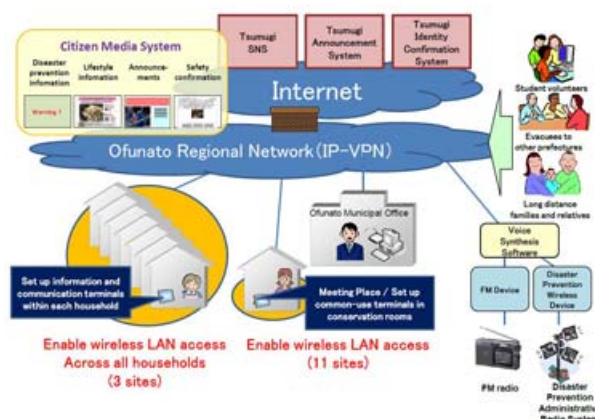 Citizen Media System
Disaster
prevention
infomation
Lifestyle
infomation
Announce-
ments
Safety
confirmation
Warning !
Tsumugi
SNS
Tsumugi
Announcement
System
Tsumugi
Identity
Confirmation
System
Internet
Ofunato Regional Network(IP-VPN)
Student volunteers
Evacuees to
other prefectures
Long distance
families and relatives
Ofunato Municipal Office
Set up information and
communication terminals
within each household
Meeting Place / Set up
common-use terminals in
conservation rooms
Enable wireless LAN access
Across all households
(3 sites)
Enable wireless LAN access
(11 sites)
Voice
Synthesis
Software
FM Device
Disaster
Prevention
Wireless
Device
FM radio
Disaster
Prevention
Administrative
Radio System